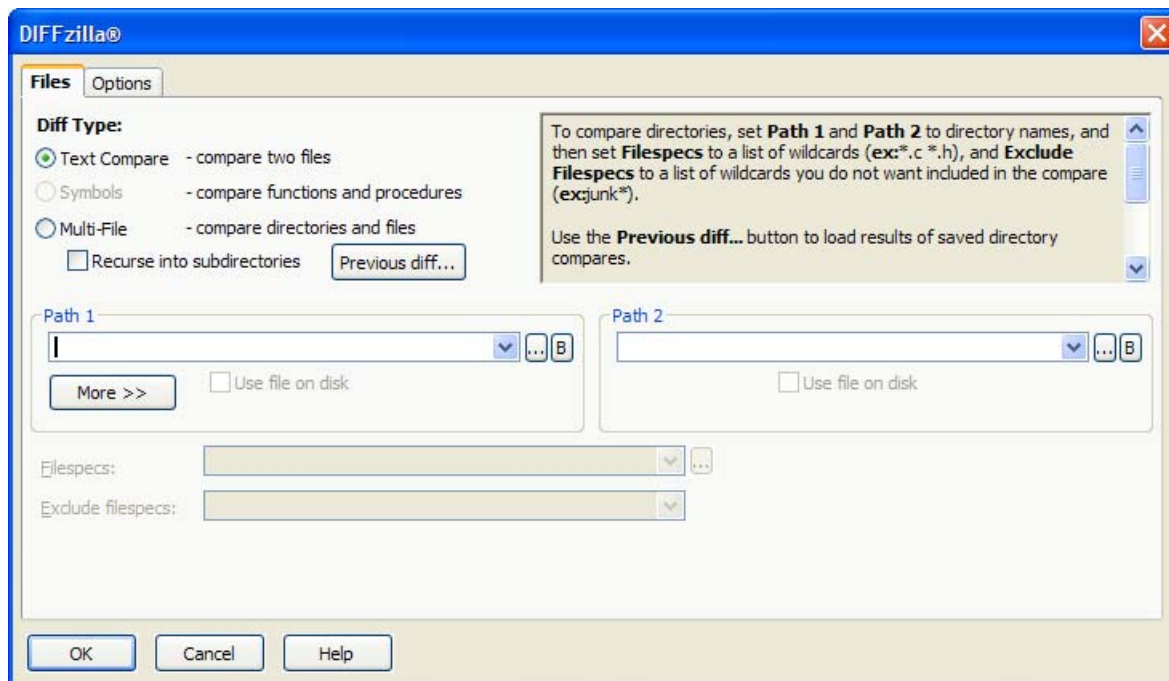 DIFFzilla®
Files Options
Diff Type:
Text Compare - compare two files
Symbols - compare functions and procedures
Multi-File - compare directories and files
Recurse into subdirectories Previous diff...
To compare directories, set Path 1 and Path 2 to directory names, and
then set Filespecs to a list of wildcards (ex:*.c *.h), and Exclude
Filespecs to a list of wildcards you do not want included in the compare
(ex:junk*).
Use the Previous diff... button to load results of saved directory
compares.
Path 1
... B
More >> Use file on disk
Path 2
... B
Use file on disk
Filespecs: ...
Exclude filespecs:
OK Cancel Help